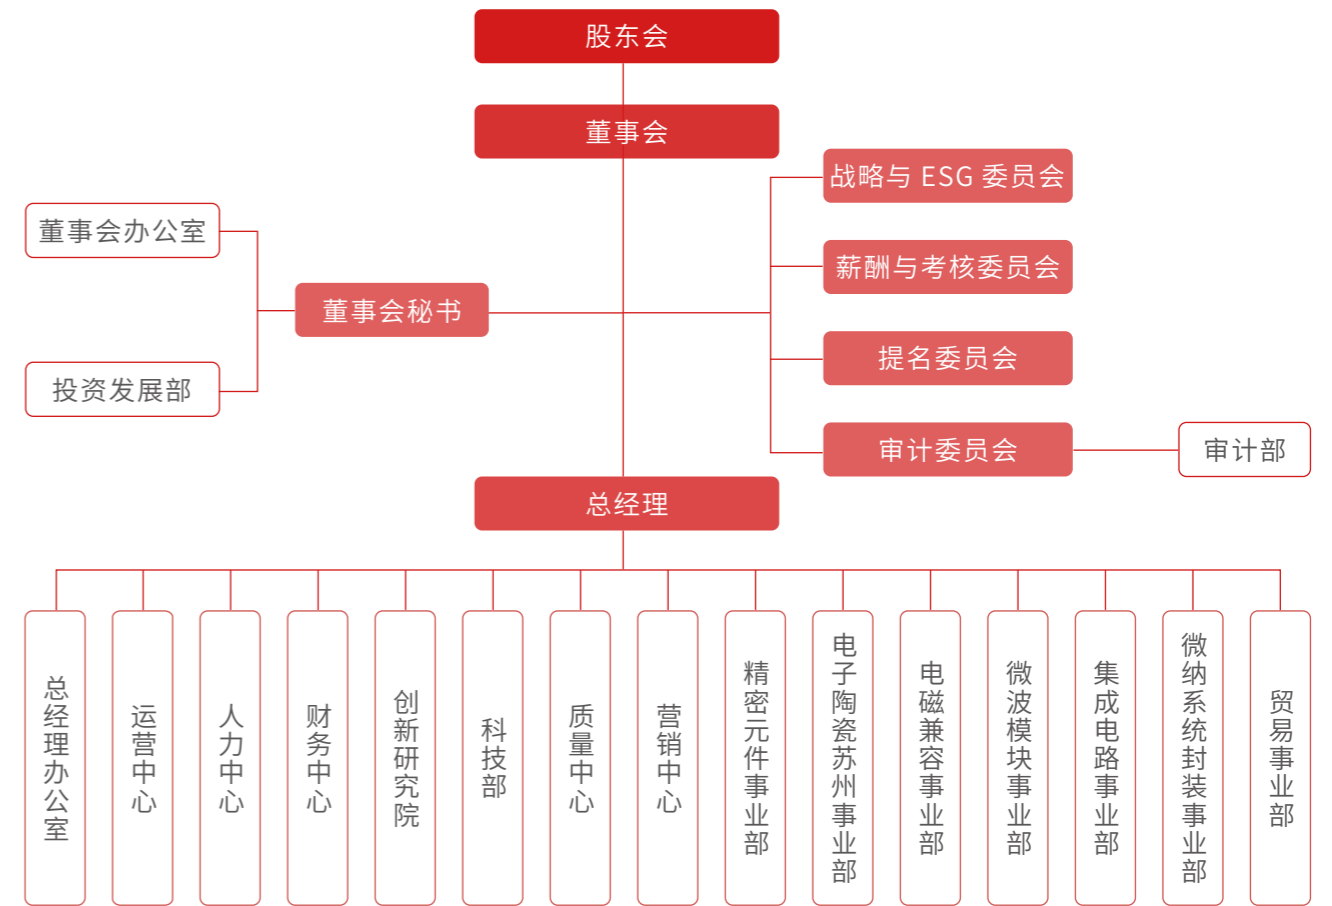 股东会
董事会
战略与 ESG 委员会
董事会办公室
薪酬与考核委员会
董事会秘书
提名委员会
投资发展部
审计委员会
审计部
总经理
总经理办公室
运营中心
人力中心
财务中心
创新研究院
科技部
质量中心
营销中心
精密元件事业部
电子陶瓷苏州事业部
电磁兼容事业部
微波模块事业部
集成电路事业部
微纳系统封装事业部
贸易事业部